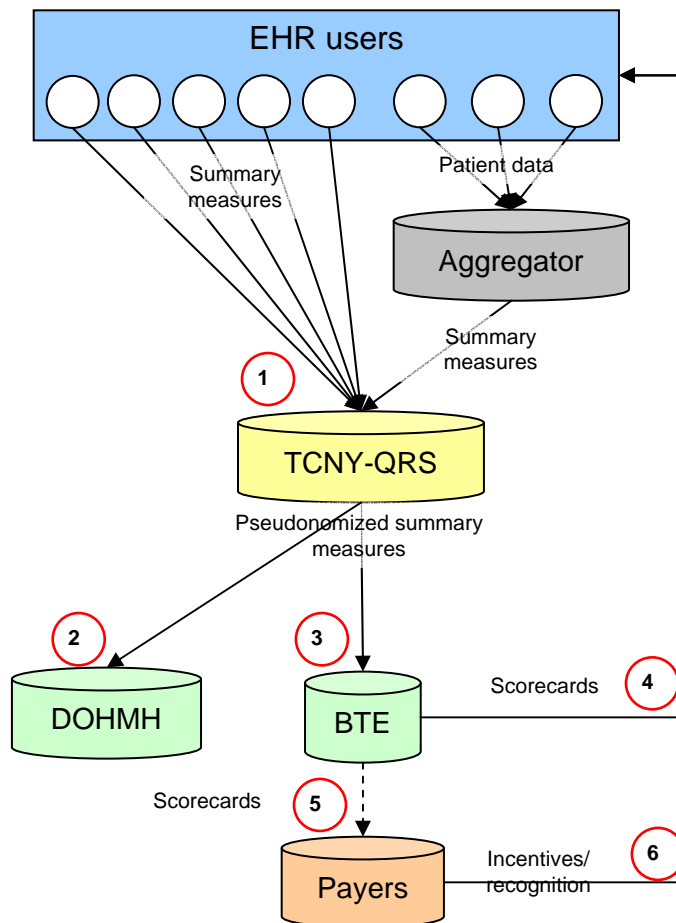 EHR users
Summary
measures
Patient data
Aggregator
Summary
measures
1
TCNY-QRS
Pseudonomized summary
measures
2
3
DOHMH
BTE
Scorecards
4
Scorecards
5
Payers
Incentives/
recognition
6